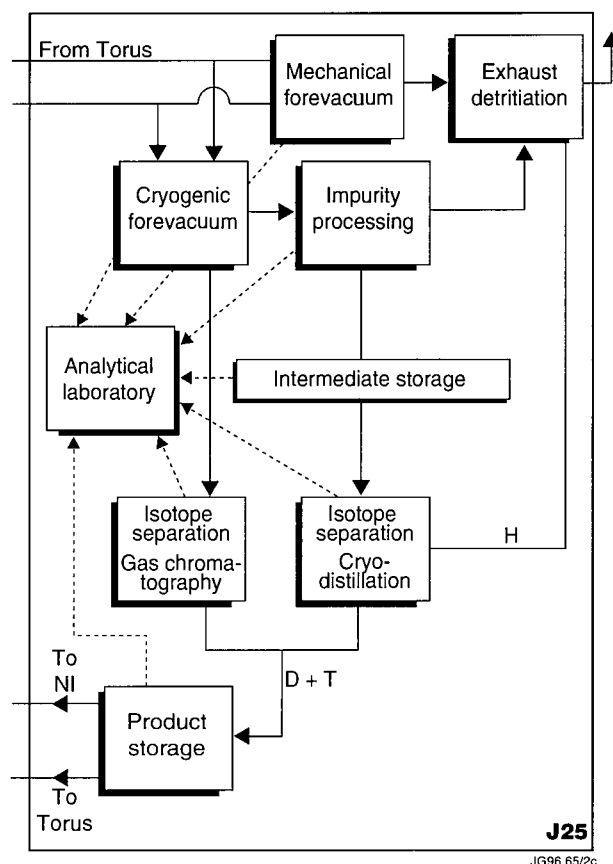 From Torus
Mechanical
forevacuum
Exhaust
detritiation
Cryogenic
forevacuum
Impurity
processing
Analytical
laboratory
Intermediate storage
Isotope
separation
Gas chroma-
tography
Isotope
separation
Cryo-
distillation
H
D + T
To
NI
Product
storage
To
Torus
J25
JG96.65/2c